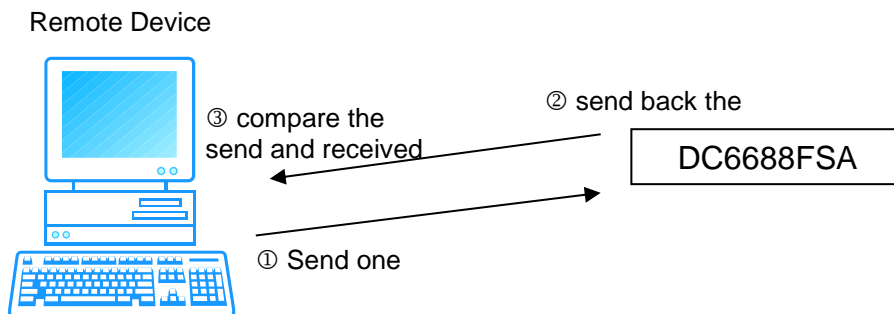 Remote Device
③ compare the
send and received
② send back the
DC6688FSA
① Send one